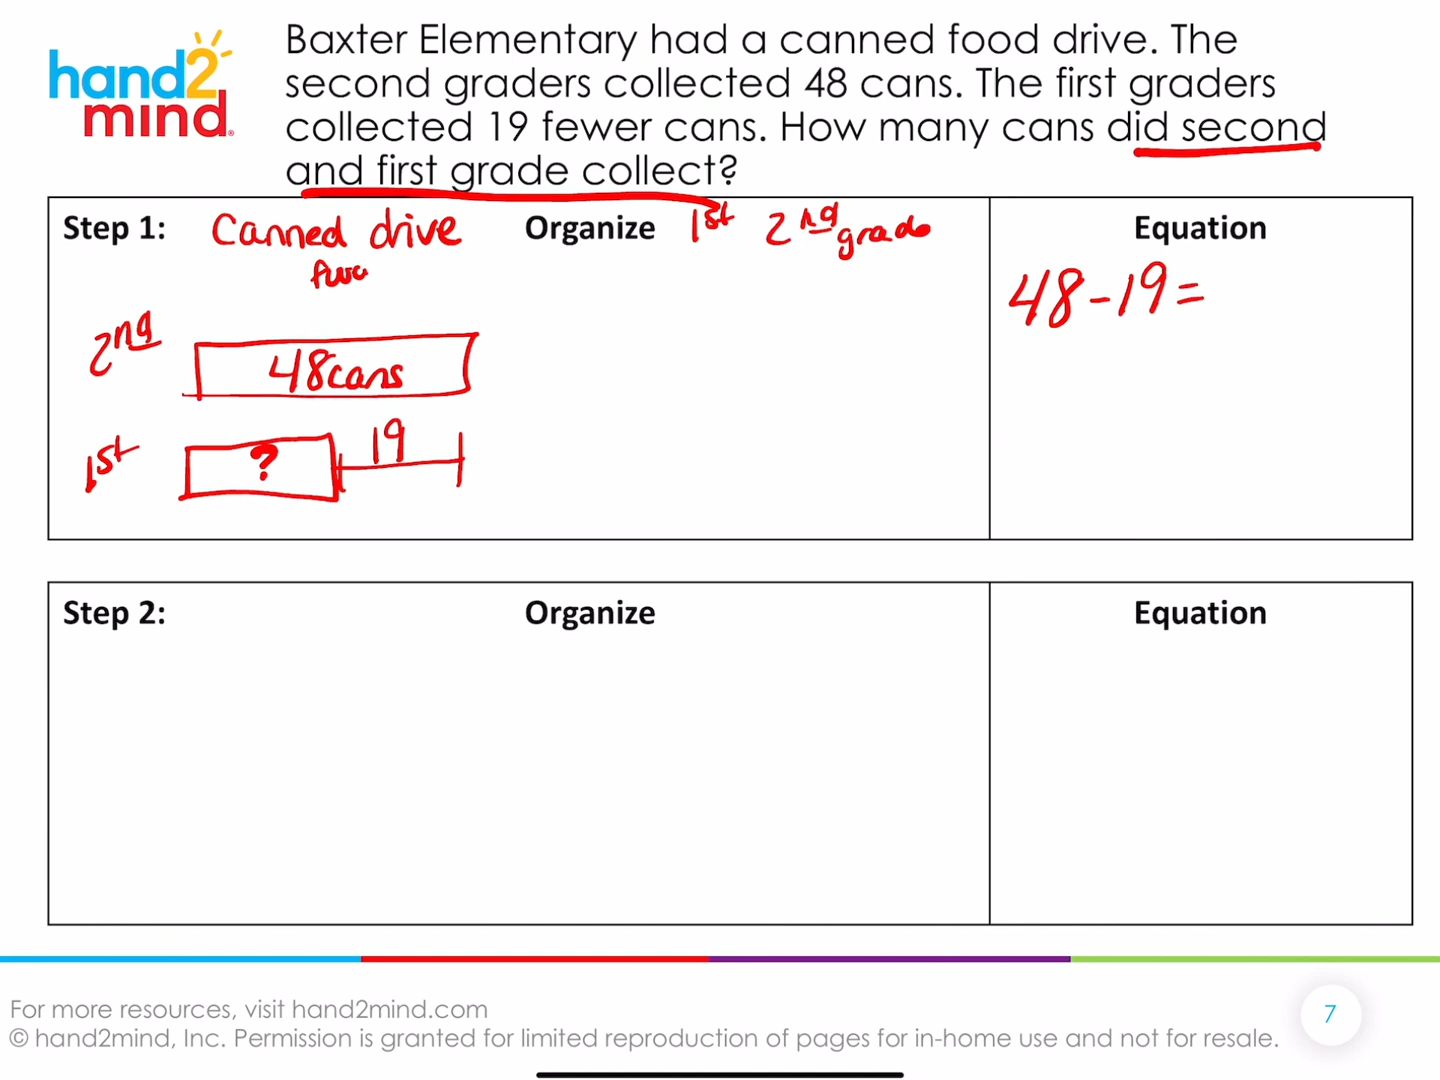 hand2
mind®
Baxter Elementary had a canned food drive. The
second graders collected 48 cans. The first graders
collected 19 fewer cans. How many cans did second
and first grade collect?
Step 1: Canned drive Organize 1st 2nd grade
Equation
48-19=
2nd
48cans
1st
?
19
Step 2:
Organize
Equation
For more resources, visit hand2mind.com
© hand2mind, Inc. Permission is granted for limited reproduction of pages for in-home use and not for resale.
7